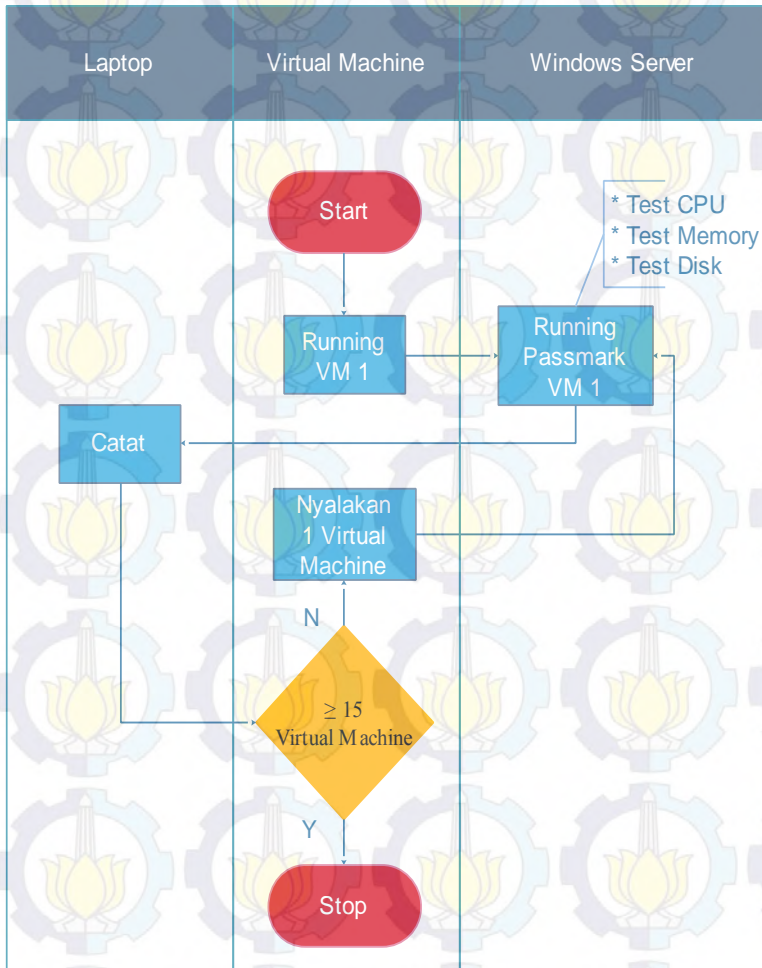 Laptop
Virtual Machine
Windows Server
Start
* Test CPU
* Test Memory
* Test Disk
Running
VM 1
Running
Passmark
VM 1
Catat
Nyalakan
1 Virtual
Machine
N
≥ 15
Virtual Machine
Y
Stop